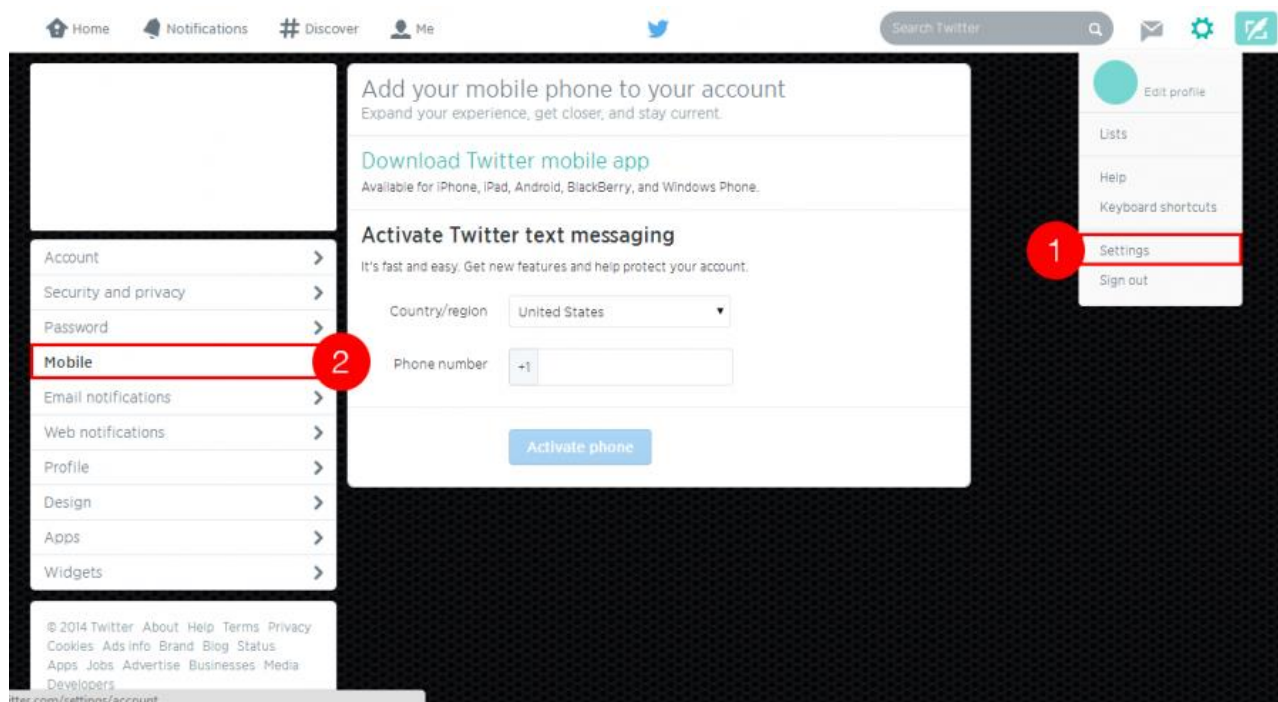 Home Notifications # Discover Me Search Twitter
Edit profile
Lists
Help
Keyboard shortcuts
1
Settings
Sign out
Add your mobile phone to your account
Expand your experience, get closer, and stay current.
Download Twitter mobile app
Available for iPhone, iPad, Android, BlackBerry, and Windows Phone.
Activate Twitter text messaging
It's fast and easy. Get new features and help protect your account.
Country/region United States
Phone number +1
Activate phone
Account
Security and privacy
Password
Mobile 2
Email notifications
Web notifications
Profile
Design
Apps
Widgets
© 2014 Twitter About Help Terms Privacy
Cookies Ads info Brand Blog Status
Apps Jobs Advertise Businesses Media
Developers
itter.com/settings/account